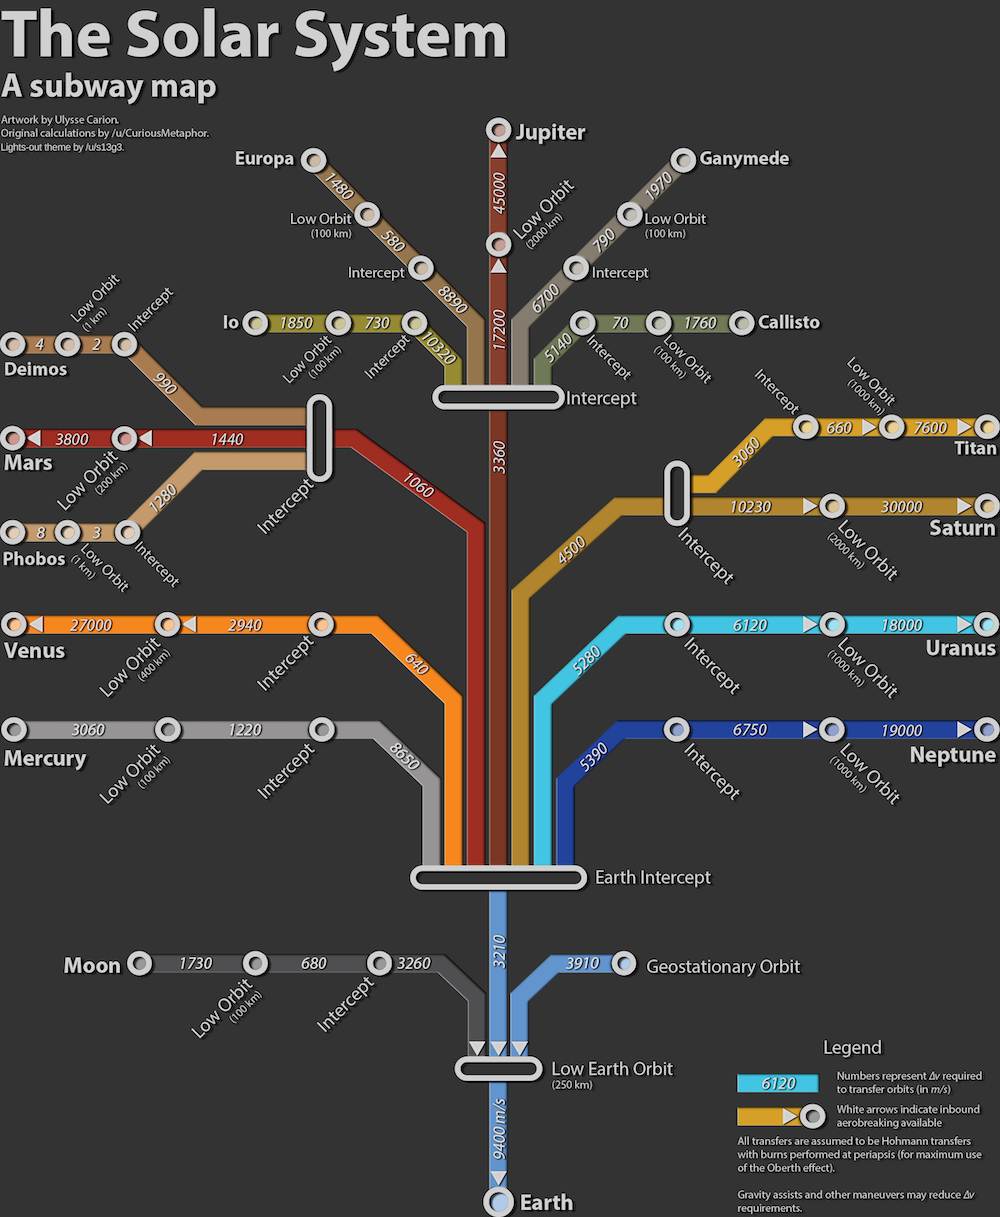 The Solar System
A subway map
Artwork by Ulysse Carion.
Original calculations by /u/CuriousMetaphor.
Lights-out theme by /u/s13g3.
Jupiter
45000
Low Orbit
(2000 km)
17200
Europa
1480
Low Orbit
(100 km)
580
Intercept
8890
Ganymede
1970
Low Orbit
(100 km)
790
Intercept
6700
Io
1850
Low Orbit
(100 km)
730
Intercept
10320
Callisto
1760
Low Orbit
(100 km)
70
Intercept
5140
Intercept
3360
Deimos
4
Low Orbit
(1 km)
2
Intercept
990
Mars
3800
Low Orbit
(200 km)
1440
Intercept
1060
Phobos
8
Low Orbit
(1 km)
3
Intercept
1280
Titan
7600
Low Orbit
(1000 km)
660
Intercept
3060
Saturn
30000
Low Orbit
(2000 km)
10230
Intercept
4500
Venus
27000
Low Orbit
(400 km)
2940
Intercept
640
Uranus
18000
Low Orbit
(1000 km)
6120
Intercept
5280
Mercury
3060
Low Orbit
(100 km)
1220
Intercept
8650
Neptune
19000
Low Orbit
(1000 km)
6750
Intercept
5390
Earth Intercept
3210
Moon
1730
Low Orbit
(100 km)
680
Intercept
3260
3910
Geostationary Orbit
Low Earth Orbit
(250 km)
9400 m/s
Earth
Legend
6120
Numbers represent Δv required
to transfer orbits (in m/s)
White arrows indicate inbound
aerobreaking available
All transfers are assumed to be Hohmann transfers
with burns performed at periapsis (for maximum use
of the Oberth effect).
Gravity assists and other maneuvers may reduce Δv
requirements.